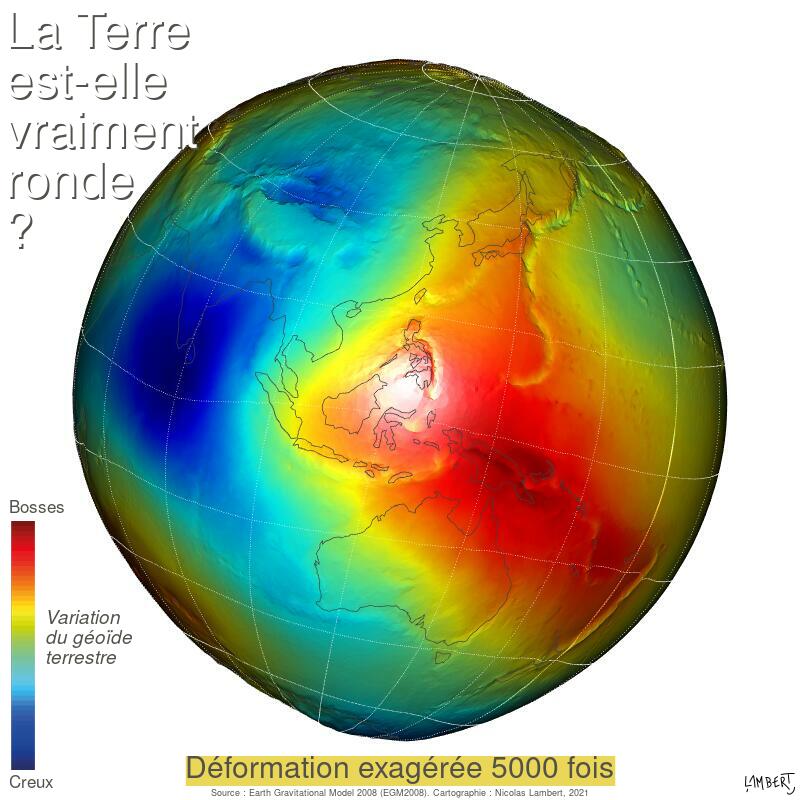 La Terre
est-elle
vraiment
ronde
?
Bosses
Variation
du géoïde
terrestre
Creux
Déformation exagérée 5000 fois
Source : Earth Gravitational Model 2008 (EGM2008). Cartographie : Nicolas Lambert, 2021
LAMBERT